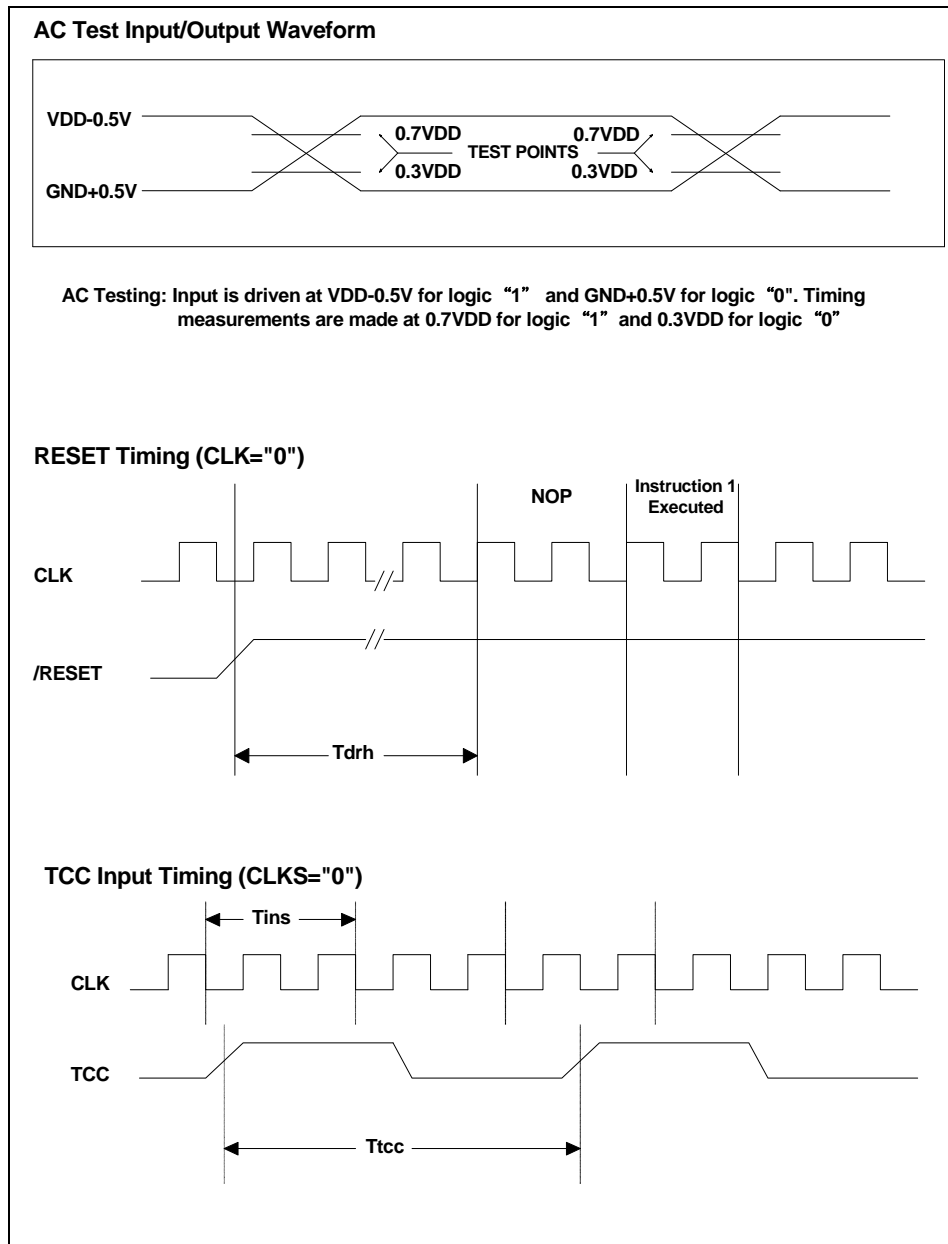 AC Test Input/Output Waveform
VDD-0.5V
GND+0.5V
0.7VDD
0.3VDD
TEST POINTS
0.7VDD
0.3VDD
AC Testing: Input is driven at VDD-0.5V for logic “1” and GND+0.5V for logic “0". Timing
measurements are made at 0.7VDD for logic “1” and 0.3VDD for logic “0”
RESET Timing (CLK="0")
NOP
Instruction 1
Executed
CLK
/RESET
Tdrh
TCC Input Timing (CLKS="0")
Tins
CLK
TCC
Ttcc